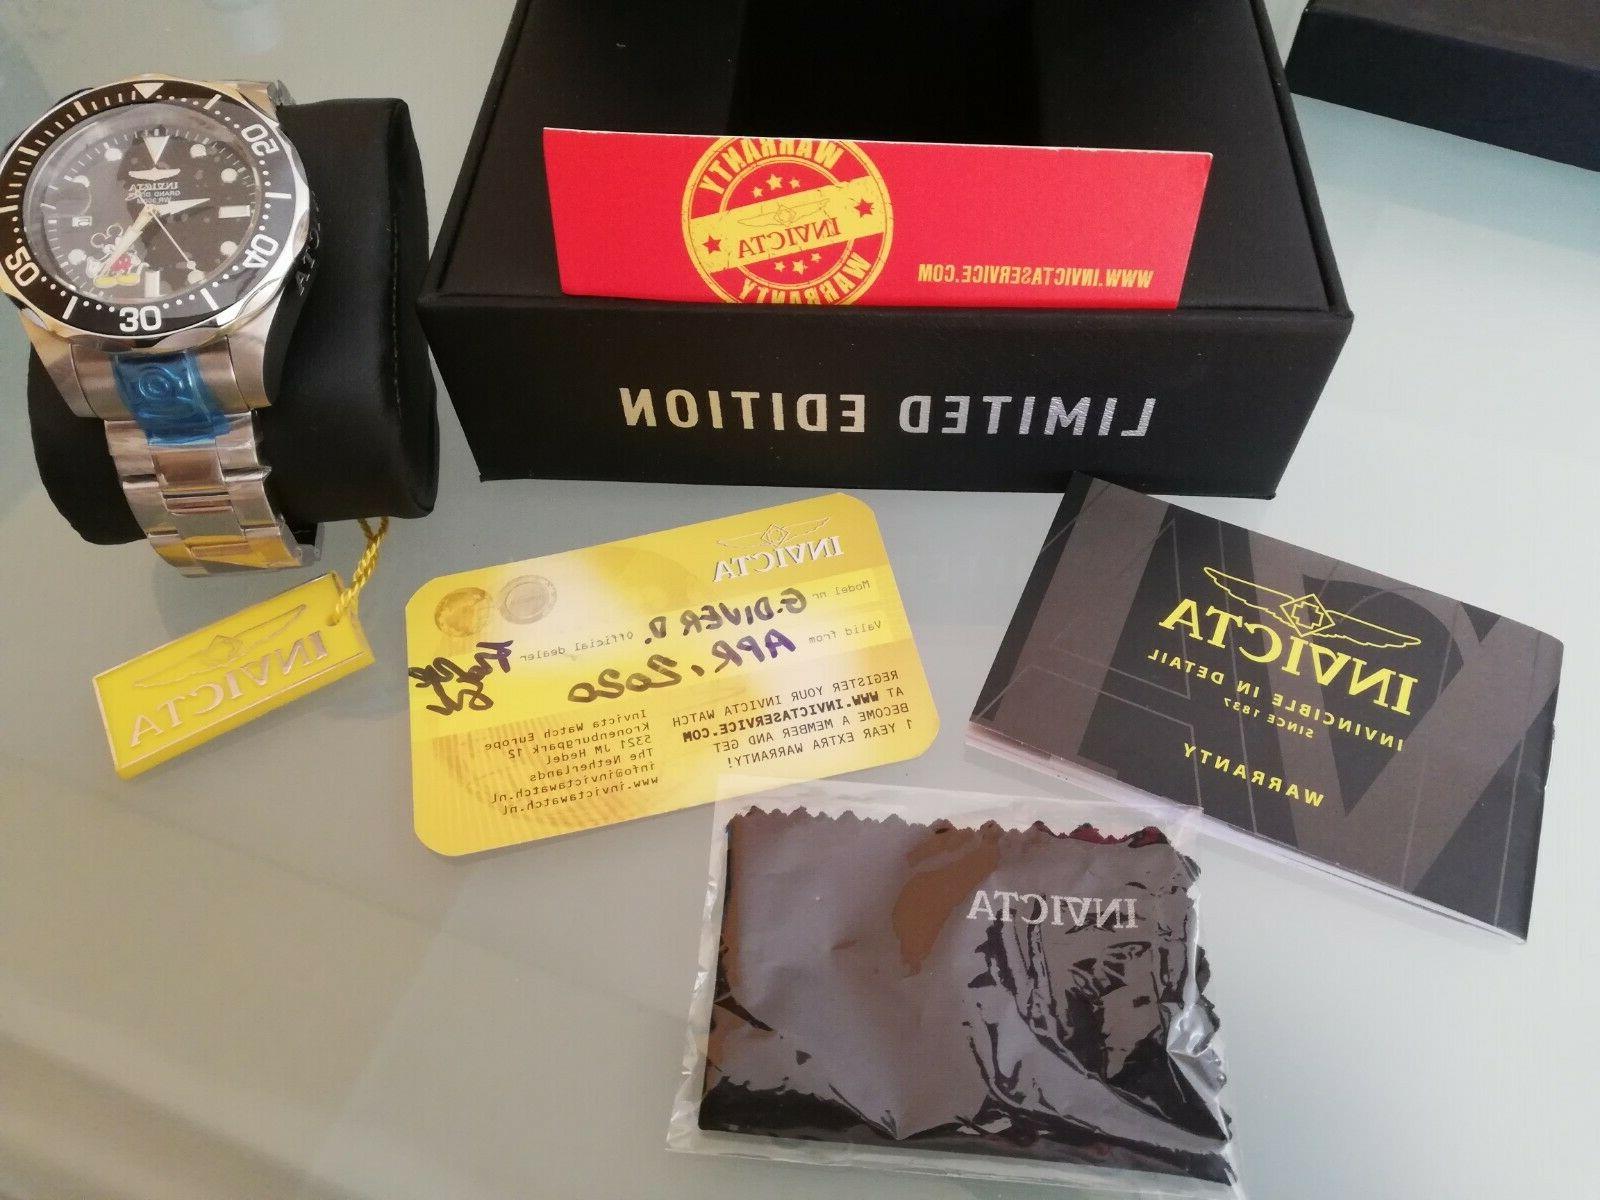 INVICTA
GRAND DIVER
WR 300M
20
40
30
50
WARRANTY
INVICTA
WARRANTY
WWW.INVICTASERVICE.COM
LIMITED EDITION
INVICTA
INVICTA
Model nr G.DIVER D.
Valid from APR, 2020
Official dealer
REGISTER YOUR INVICTA WATCH
AT WWW.INVICTASERVICE.COM
BECOME A MEMBER AND GET
1 YEAR EXTRA WARRANTY!
Invicta Watch Europe
Kronenburgpark 12
5321 JM Hedel
The Netherlands
info@invictawatch.nl
www.invictawatch.nl
INVICTA
INVINCIBLE IN DETAIL
SINCE 1837
WARRANTY
INVICTA